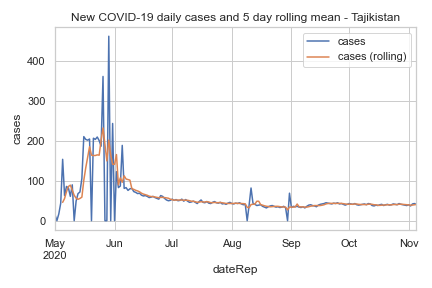 New COVID-19 daily cases and 5 day rolling mean - Tajikistan
cases
cases (rolling)
cases
400
300
200
100
0
May Jun Jul Aug Sep Oct Nov
2020
dateRep